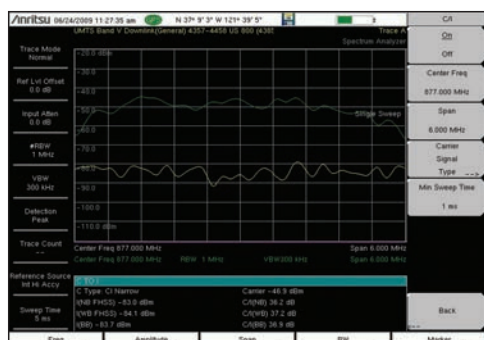 Anritsu 06/24/2009 11:27:35 am
N 37° 9' 3" W 121° 39' 5"
UMTS Band V Downlink(General) 4357-4458 US 800 (438)
Trace A
Spectrum Analyzer
C/I
On
Off
Center Freq
877.000 MHz
Span
6.000 MHz
Carrier
Signal
Type -->
Min Sweep Time
1 ms
Back
<--
Trace Mode
Normal
Ref Lvl Offset
0.0 dB
Input Atten
0.0 dB
#RBW
1 MHz
VBW
300 kHz
Detection
Peak
Trace Count
--
Reference Source
Int Hi Accy
Sweep Time
5 ms
-20.0 dBm
-30.0
-50.0
-60.0
-70.0
-80.0
-90.0
-100.0
-110.0 dBm
Single Sweep
Center Freq 877.000 MHz
Span 6.000 MHz
Center Freq 877.000 MHz RBW 1 MHz VBW300 kHz Span 6.000 MHz
C TO I
C Type: CI Narrow
Carrier -46.9 dBm
I(NB FHSS) -83.0 dBm
C/I(NB) 36.2 dB
I(WB FHSS) -84.1 dBm
C/I(WB) 37.2 dB
I(BB) -83.7 dBm
C/I(BB) 36.9 dB
Freq
Amplitude
Span
BW
Marker